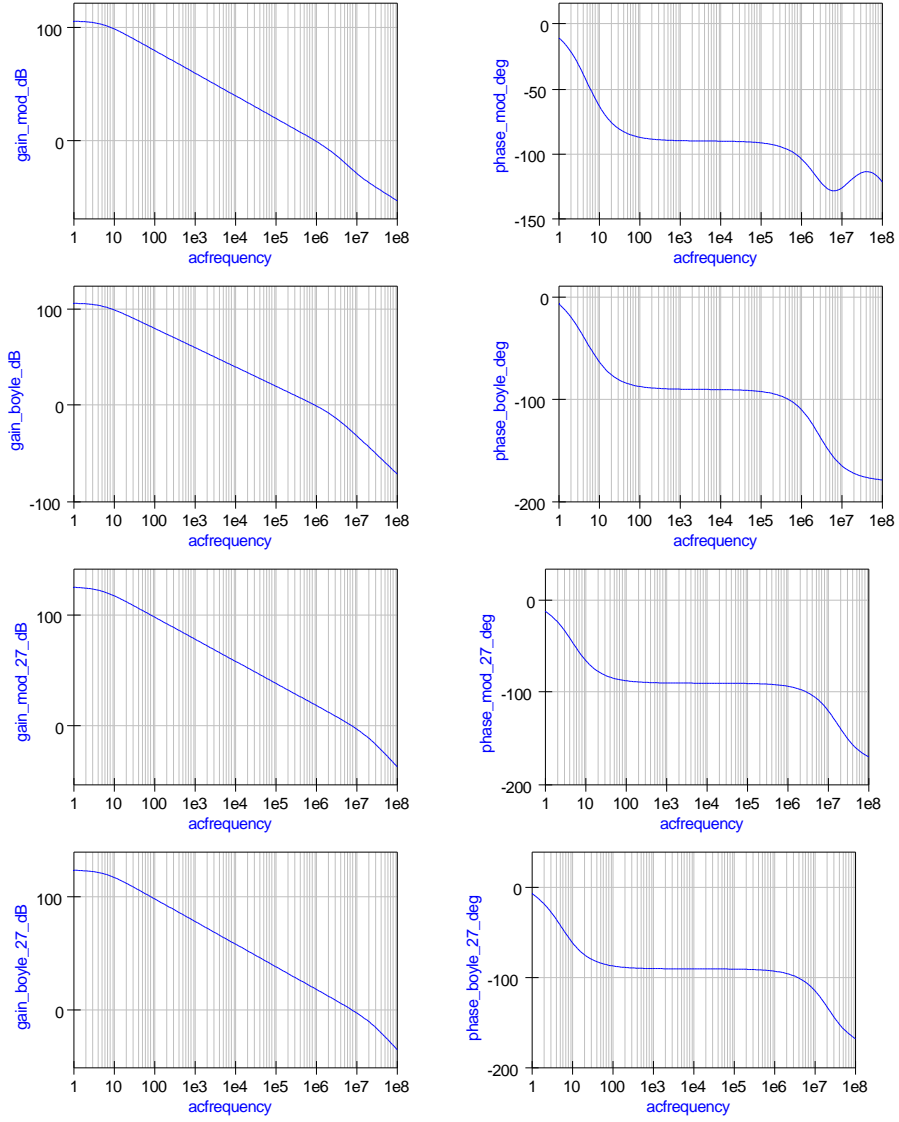 gain_mod_dB
100
0
1 10 100 1e3 1e4 1e5 1e6 1e7 1e8
acfrequency
phase_mod_deg
0
-50
-100
-150
1 10 100 1e3 1e4 1e5 1e6 1e7 1e8
acfrequency
gain_boyle_dB
100
0
-100
1 10 100 1e3 1e4 1e5 1e6 1e7 1e8
acfrequency
phase_boyle_deg
0
-100
-200
1 10 100 1e3 1e4 1e5 1e6 1e7 1e8
acfrequency
gain_mod_27_dB
100
0
1 10 100 1e3 1e4 1e5 1e6 1e7 1e8
acfrequency
phase_mod_27_deg
0
-100
-200
1 10 100 1e3 1e4 1e5 1e6 1e7 1e8
acfrequency
gain_boyle_27_dB
100
0
1 10 100 1e3 1e4 1e5 1e6 1e7 1e8
acfrequency
phase_boyle_27_deg
0
-100
-200
1 10 100 1e3 1e4 1e5 1e6 1e7 1e8
acfrequency